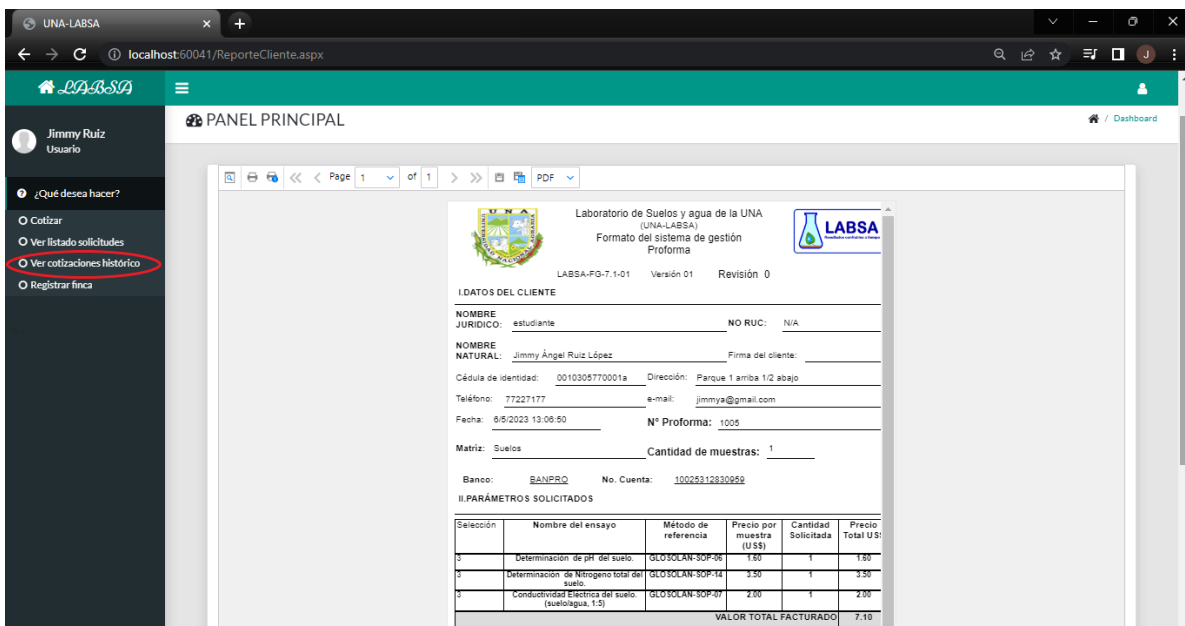 UNA-LABSA
localhost:60041/ReporteCliente.aspx
J
LABSA
PANEL PRINCIPAL
/ Dashboard
Jimmy Ruiz
Usuario
¿Qué desea hacer?
Cotizar
Ver listado solicitudes
Ver cotizaciones histórico
Registrar finca
Page 1 of 1 PDF
Laboratorio de Suelos y agua de la UNA
(UNA-LABSA)
Formato del sistema de gestión
Proforma
LABSA
LABSA-FG-7.1-01 Versión 01 Revisión 0
I.DATOS DEL CLIENTE
NOMBRE
JURIDICO: estudiante NO RUC: N/A
NOMBRE
NATURAL: Jimmy Ángel Ruiz López Firma del cliente:
Cédula de identidad: 0010305770001a Dirección: Parque 1 arriba 1/2 abajo
Teléfono: 77227177 e-mail: jimmya@gmail.com
Fecha: 6/5/2023 13:06:50 N° Proforma: 1005
Matriz: Suelos Cantidad de muestras: 1
Banco: BANPRO No. Cuenta: 10025312830959
II.PARÁMETROS SOLICITADOS
Selección Nombre del ensayo Método de referencia Precio por muestra (US$) Cantidad Solicitada Precio Total US
3 Determinación de pH del suelo. GLOSOLAN-SOP-06 1.60 1 1.60
3 Determinación de Nitrogeno total del suelo. GLOSOLAN-SOP-14 3.50 1 3.50
3 Conductividad Electrica del suelo. (suelo/agua, 1:5) GLOSOLAN-SOP-07 2.00 1 2.00
VALOR TOTAL FACTURADO 7.10